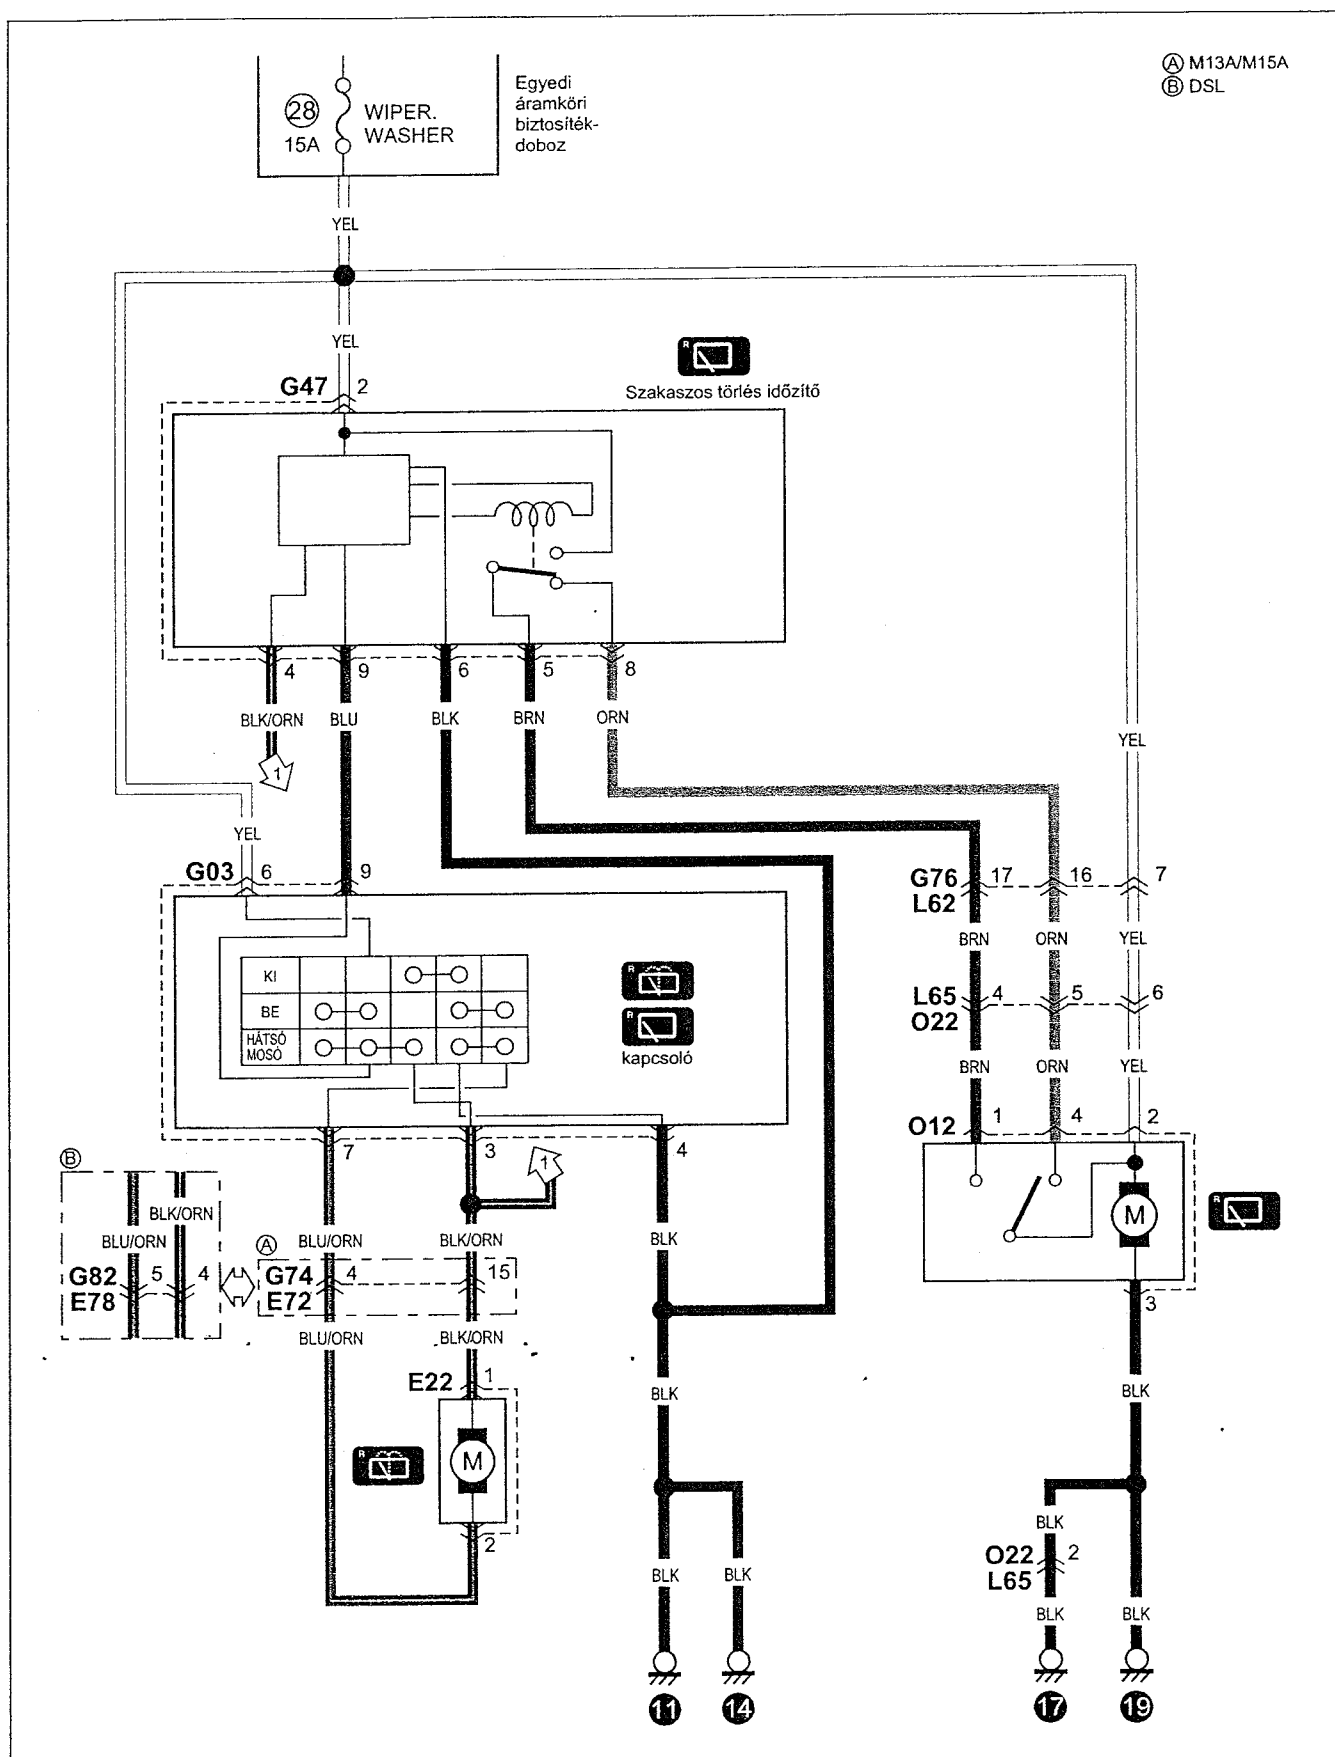 Ⓐ M13A/M15A
Ⓑ DSL
28
15A
WIPER.
WASHER
Egyedi
áramköri
biztosíték-
doboz
YEL
YEL
G47 2
R
Szakaszos törlés időzítő
4 9 6 5 8
BLK/ORN BLU BLK BRN ORN
YEL
1
YEL
G03 6 9
G76 17 16 7
L62
BRN ORN YEL
KI
BE
HÁTSÓ
MOSÓ
R
R
kapcsoló
L65 4 5 6
O22
BRN ORN YEL
O12 1 4 2
7 3 1 4
Ⓑ
BLK/ORN
BLU/ORN
G82 5 4
E78
Ⓐ
BLU/ORN BLK/ORN BLK
G74 4 15
E72
BLU/ORN BLK/ORN
M
R
3
E22 1
BLK
BLK
R
M
2
BLK
O22 2
L65
BLK BLK
BLK BLK
11 14 17 19